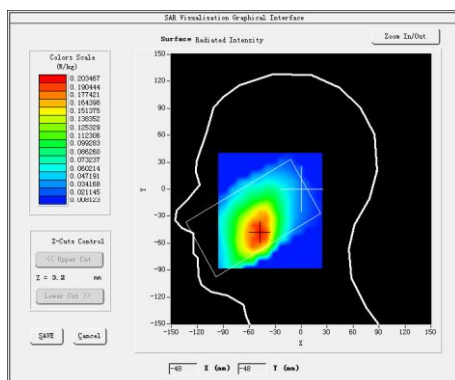 SAR Visualisation Graphical Interface
Surface Radiated Intensity
Zoom In/Out
Colors Scale
(W/kg)
0.203467
0.190444
0.177421
0.164398
0.151375
0.138352
0.125329
0.112306
0.099283
0.086260
0.073237
0.060214
0.047191
0.034168
0.021145
0.008123
Z-Cuts Control
<< Upper Cut
Z = 3.2 mm
Lower Cut >>
SAVE Cancel
Y
150
120
90
60
30
0
-30
-60
-90
-120
-150
-150 -120 -90 -60 -30 0 30 60 90 120 150
X
-48 X (mm) -48 Y (mm)